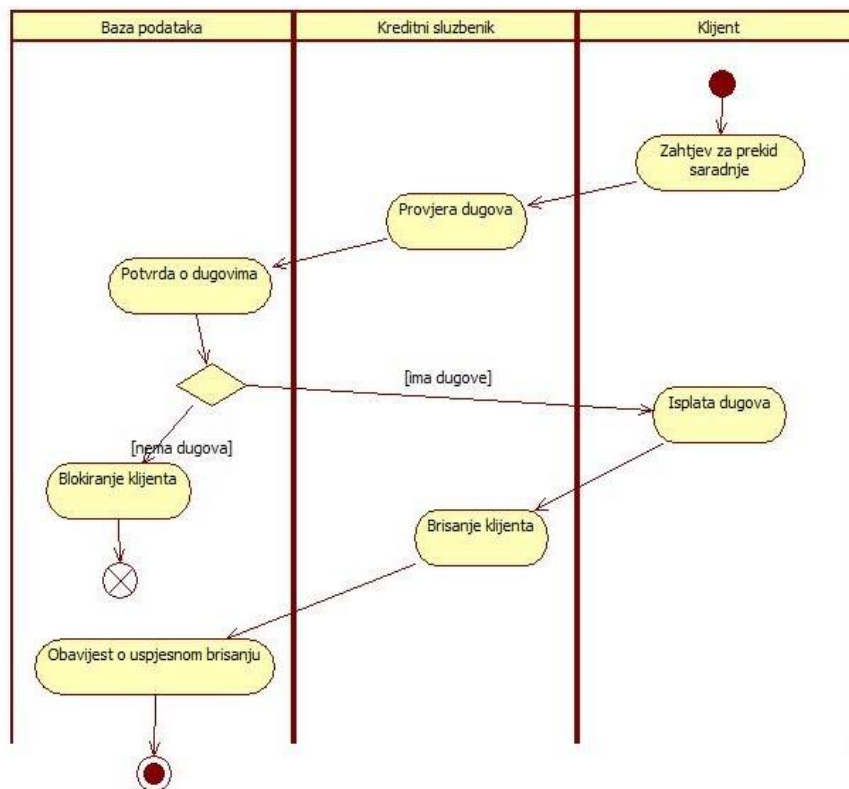 Baza podataka
Kreditni sluzbenik
Klijent
Zahtjev za prekid
saradnje
Provjera dugova
Potvrda o dugovima
[ima dugove]
Isplata dugova
[nema dugova]
Blokiranje klijenta
Brisanje klijenta
Obavijest o uspjesnom brisanju